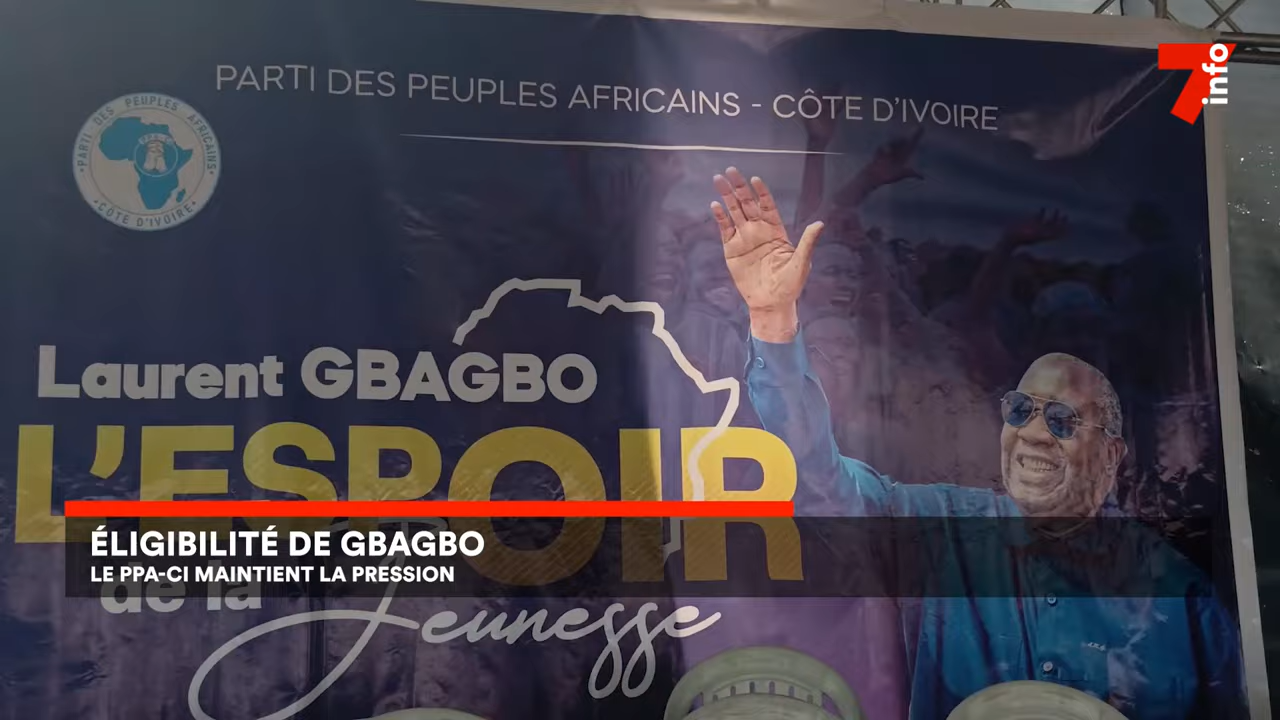 7info
PARTI DES PEUPLES AFRICAINS - CÔTE D'IVOIRE
PARTI DES PEUPLES AFRICAINS
CÔTE D'IVOIRE
Laurent GBAGBO
L'ESPOIR
ÉLIGIBILITÉ DE GBAGBO
LE PPA-CI MAINTIENT LA PRESSION
de la
Jeunesse